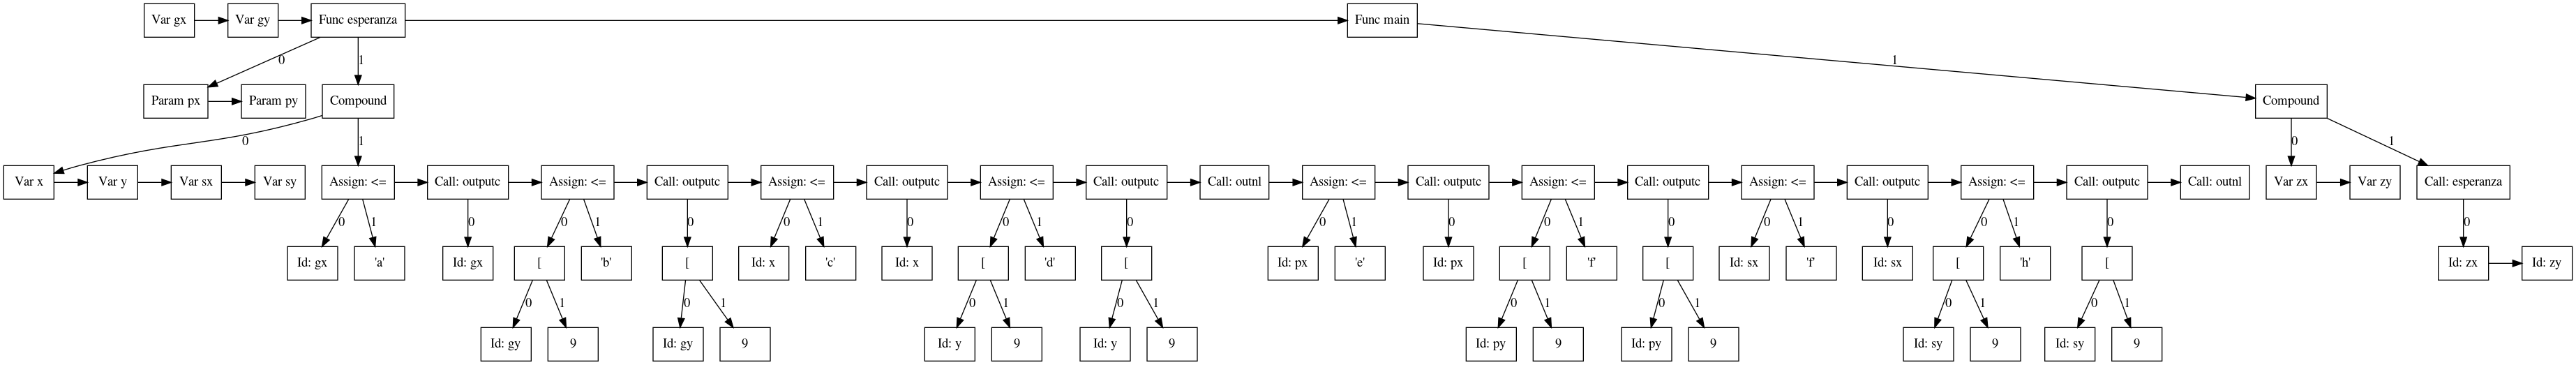 Var gx Var gy Func esperanza Func main
0 1 1
Param px Param py Compound Compound
0 1 0 1
Var x Var y Var sx Var sy Assign: <= Call: outputc Assign: <= Call: outputc Assign: <= Call: outputc Assign: <= Call: outputc Call: outnl Assign: <= Call: outputc Assign: <= Call: outputc Assign: <= Call: outputc Assign: <= Call: outputc Call: outnl Var zx Var zy Call: esperanza
0 1 0 0 1 0 0 1 0 0 1 0 0 1 0 0 1 0 0 1 0 0 1 0 0
Id: gx 'a' Id: gx [ 'b' [ Id: x 'c' Id: x [ 'd' [ Id: px 'e' Id: px [ 'f' [ Id: sx 'f' Id: sx [ 'h' [ Id: zx Id: zy
0 1 0 1 0 1 0 1 0 1 0 1 0 1 0 1
Id: gy 9 Id: gy 9 Id: y 9 Id: y 9 Id: py 9 Id: py 9 Id: sy 9 Id: sy 9